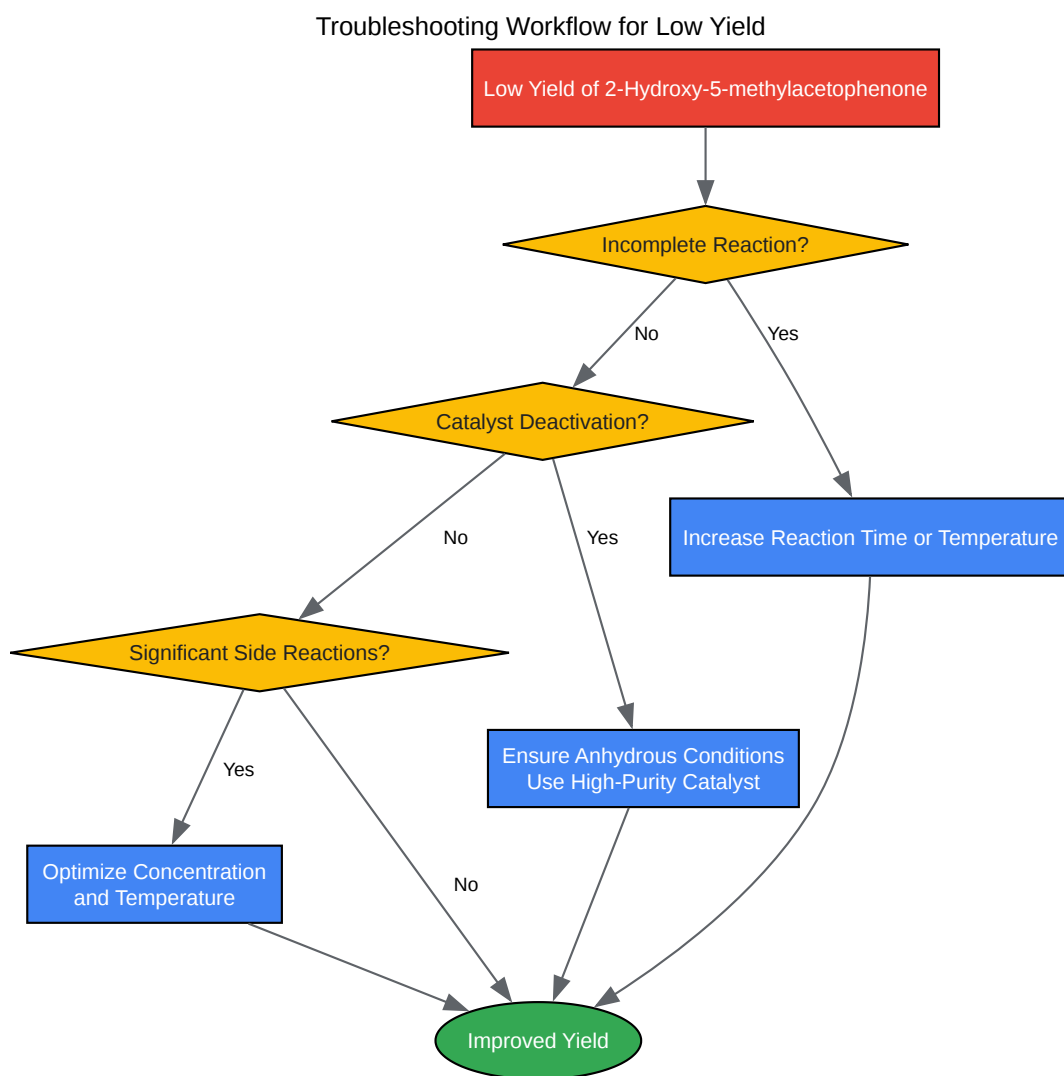 Troubleshooting Workflow for Low Yield
Low Yield of 2-Hydroxy-5-methylacetophenone
Incomplete Reaction?
No
Yes
Catalyst Deactivation?
Increase Reaction Time or Temperature
No
Yes
Significant Side Reactions?
Ensure Anhydrous Conditions
Use High-Purity Catalyst
Yes
Optimize Concentration
and Temperature
No
Improved Yield